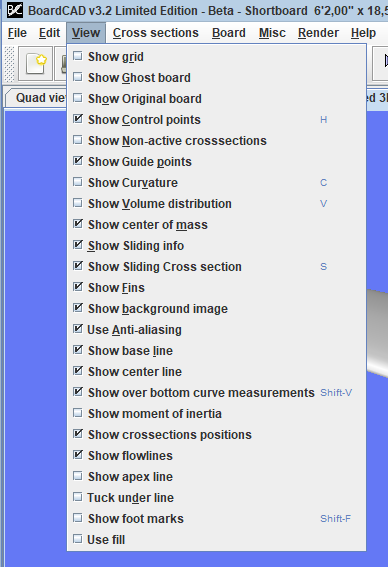 BoardCAD v3.2 Limited Edition - Beta - Shortboard 6'2,00" x 18,5
File Edit View Cross sections Board Misc Render Help
Quad view
ed 3D
Show grid
Show Ghost board
Show Original board
Show Control points H
Show Non-active crosssections
Show Guide points
Show Curvature C
Show Volume distribution V
Show center of mass
Show Sliding info
Show Sliding Cross section S
Show Fins
Show background image
Use Anti-aliasing
Show base line
Show center line
Show over bottom curve measurements Shift-V
Show moment of inertia
Show crossections positions
Show flowlines
Show apex line
Tuck under line
Show foot marks Shift-F
Use fill